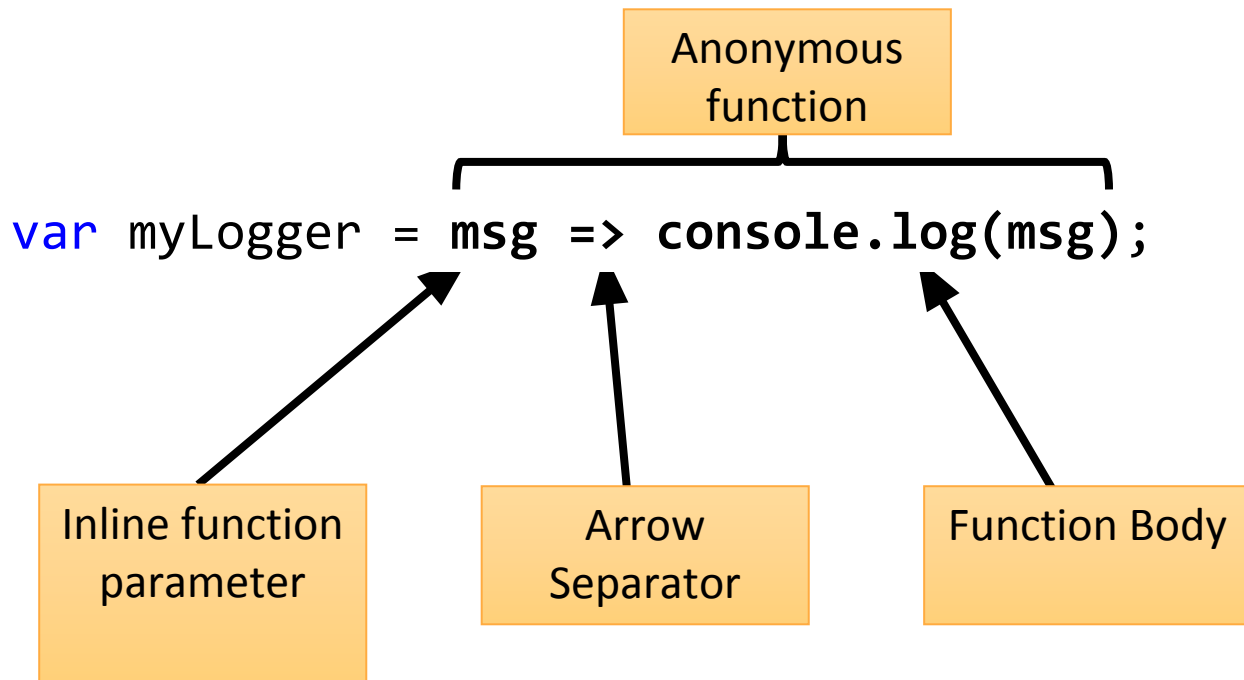 Anonymous
function
var myLogger = msg => console.log(msg);
Inline function
parameter
Arrow
Separator
Function Body